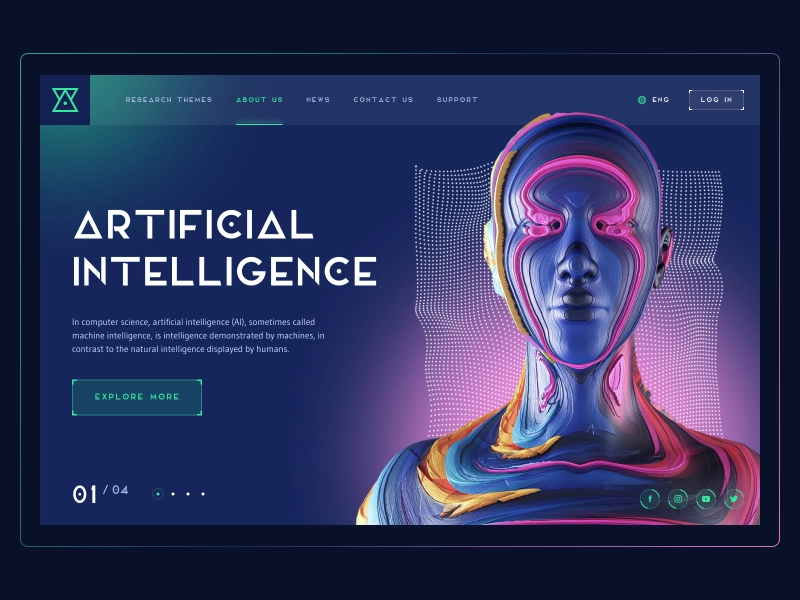 RESEARCH THEMES ABOUT US NEWS CONTACT US SUPPORT ENG LOG IN
ARTIFICIAL
INTELLIGENCE
In computer science, artificial intelligence (AI), sometimes called
machine intelligence, is intelligence demonstrated by machines, in
contrast to the natural intelligence displayed by humans.
EXPLORE MORE
01 / 04